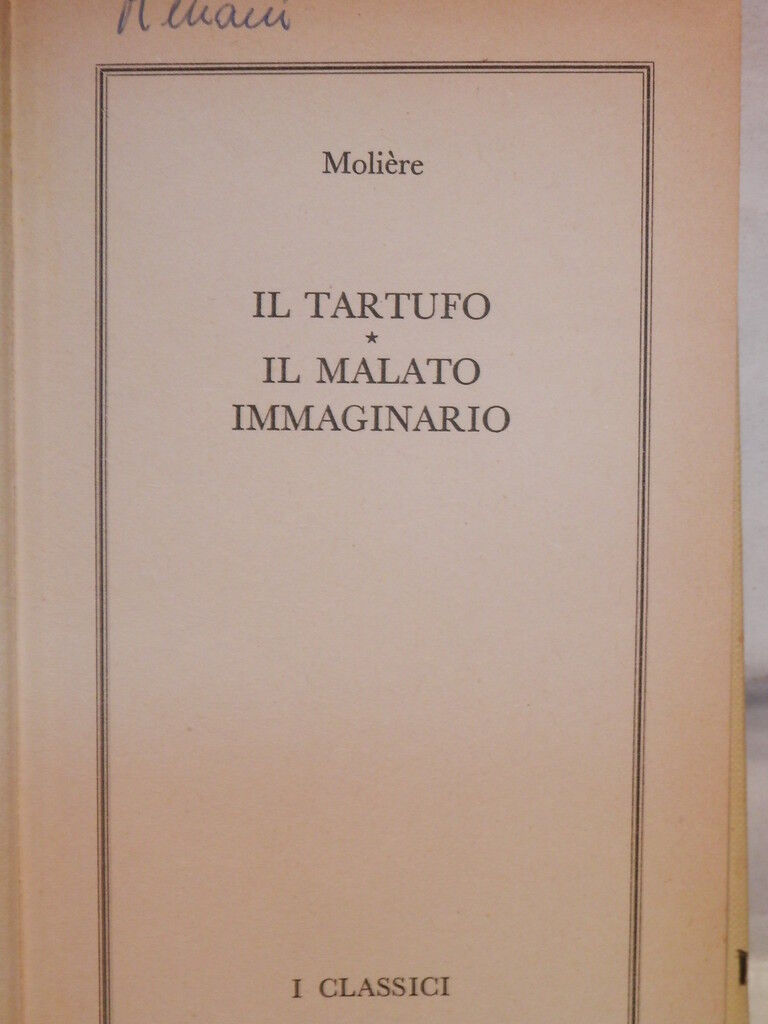 Molière
IL TARTUFO
★
IL MALATO
IMMAGINARIO
I CLASSICI